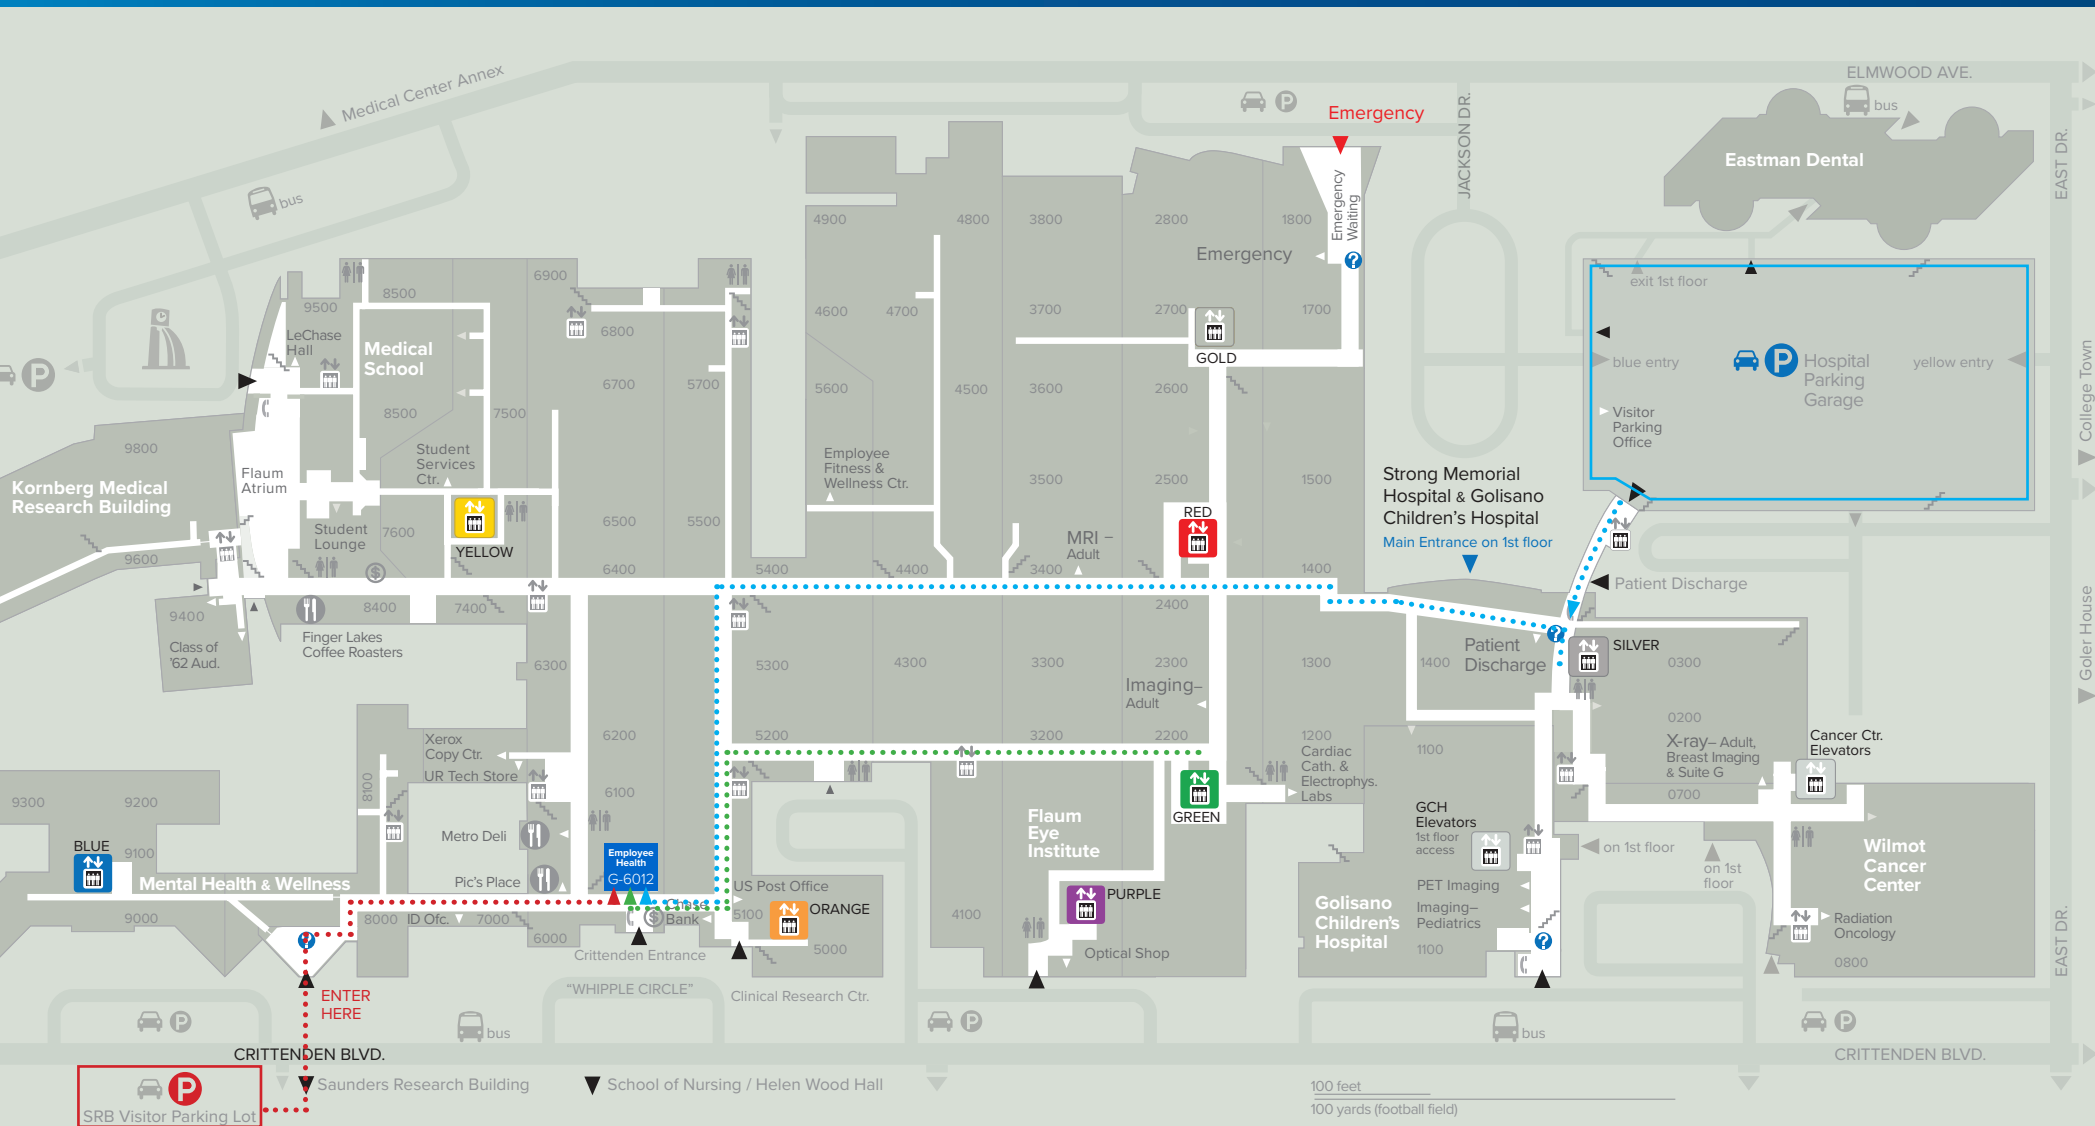 ELMWOOD AVE.
Medical Center Annex
bus
JACKSON DR.
Emergency
bus
EAST DR.
Eastman Dental
bus
Emergency
Waiting
4900
4800
3800
2800
1800
Emergency
6900
8500
9500
LeChase
Hall
Medical
School
6800
4600
4700
3700
2700
1700
GOLD
exit 1st floor
blue entry
Hospital
Parking
Garage
yellow entry
P
P
Visitor
Parking
Office
College Town
6700
5700
5600
4500
3600
2600
8500
7500
9800
Student
Services
Ctr.
Flaum
Atrium
Kornberg Medical
Research Building
Employee
Fitness &
Wellness Ctr.
3500
2500
1500
Strong Memorial
Hospital & Golisano
Children's Hospital
Main Entrance on 1st floor
6500
5500
RED
MRI –
Adult
Student
Lounge
7600
YELLOW
9600
6400
5400
4400
3400
1400
Patient Discharge
9400
8400
7400
2400
Class of
'62 Aud.
Finger Lakes
Coffee Roasters
Goler House
6300
5300
4300
3300
2300
1300
1400
Patient
Discharge
SILVER
0300
Imaging–
Adult
6200
5200
3200
2200
1200
1100
0200
X-ray– Adult,
Breast Imaging
& Suite G
0700
Cancer Ctr.
Elevators
Xerox
Copy Ctr.
UR Tech Store
8100
6100
Cardiac
Cath. &
Electrophys.
Labs
9300
9200
GREEN
GCH
Elevators
1st floor
access
Flaum
Eye
Institute
Metro Deli
BLUE
9100
Employee
Health
G-6012
on 1st floor
on 1st
floor
Wilmot
Cancer
Center
Mental Health & Wellness
Pic's Place
US Post Office
PURPLE
PET Imaging
Imaging–
Pediatrics
Golisano
Children's
Hospital
9000
8000
ID Ofc.
7000
6000
Chase
Bank
5100
ORANGE
4100
Radiation
Oncology
5000
1100
0800
Crittenden Entrance
Optical Shop
EAST DR.
ENTER
HERE
"WHIPPLE CIRCLE"
Clinical Research Ctr.
P
bus
P
bus
P
CRITTENDEN BLVD.
CRITTENDEN BLVD.
P
SRB Visitor Parking Lot
Saunders Research Building
School of Nursing / Helen Wood Hall
100 feet
100 yards (football field)